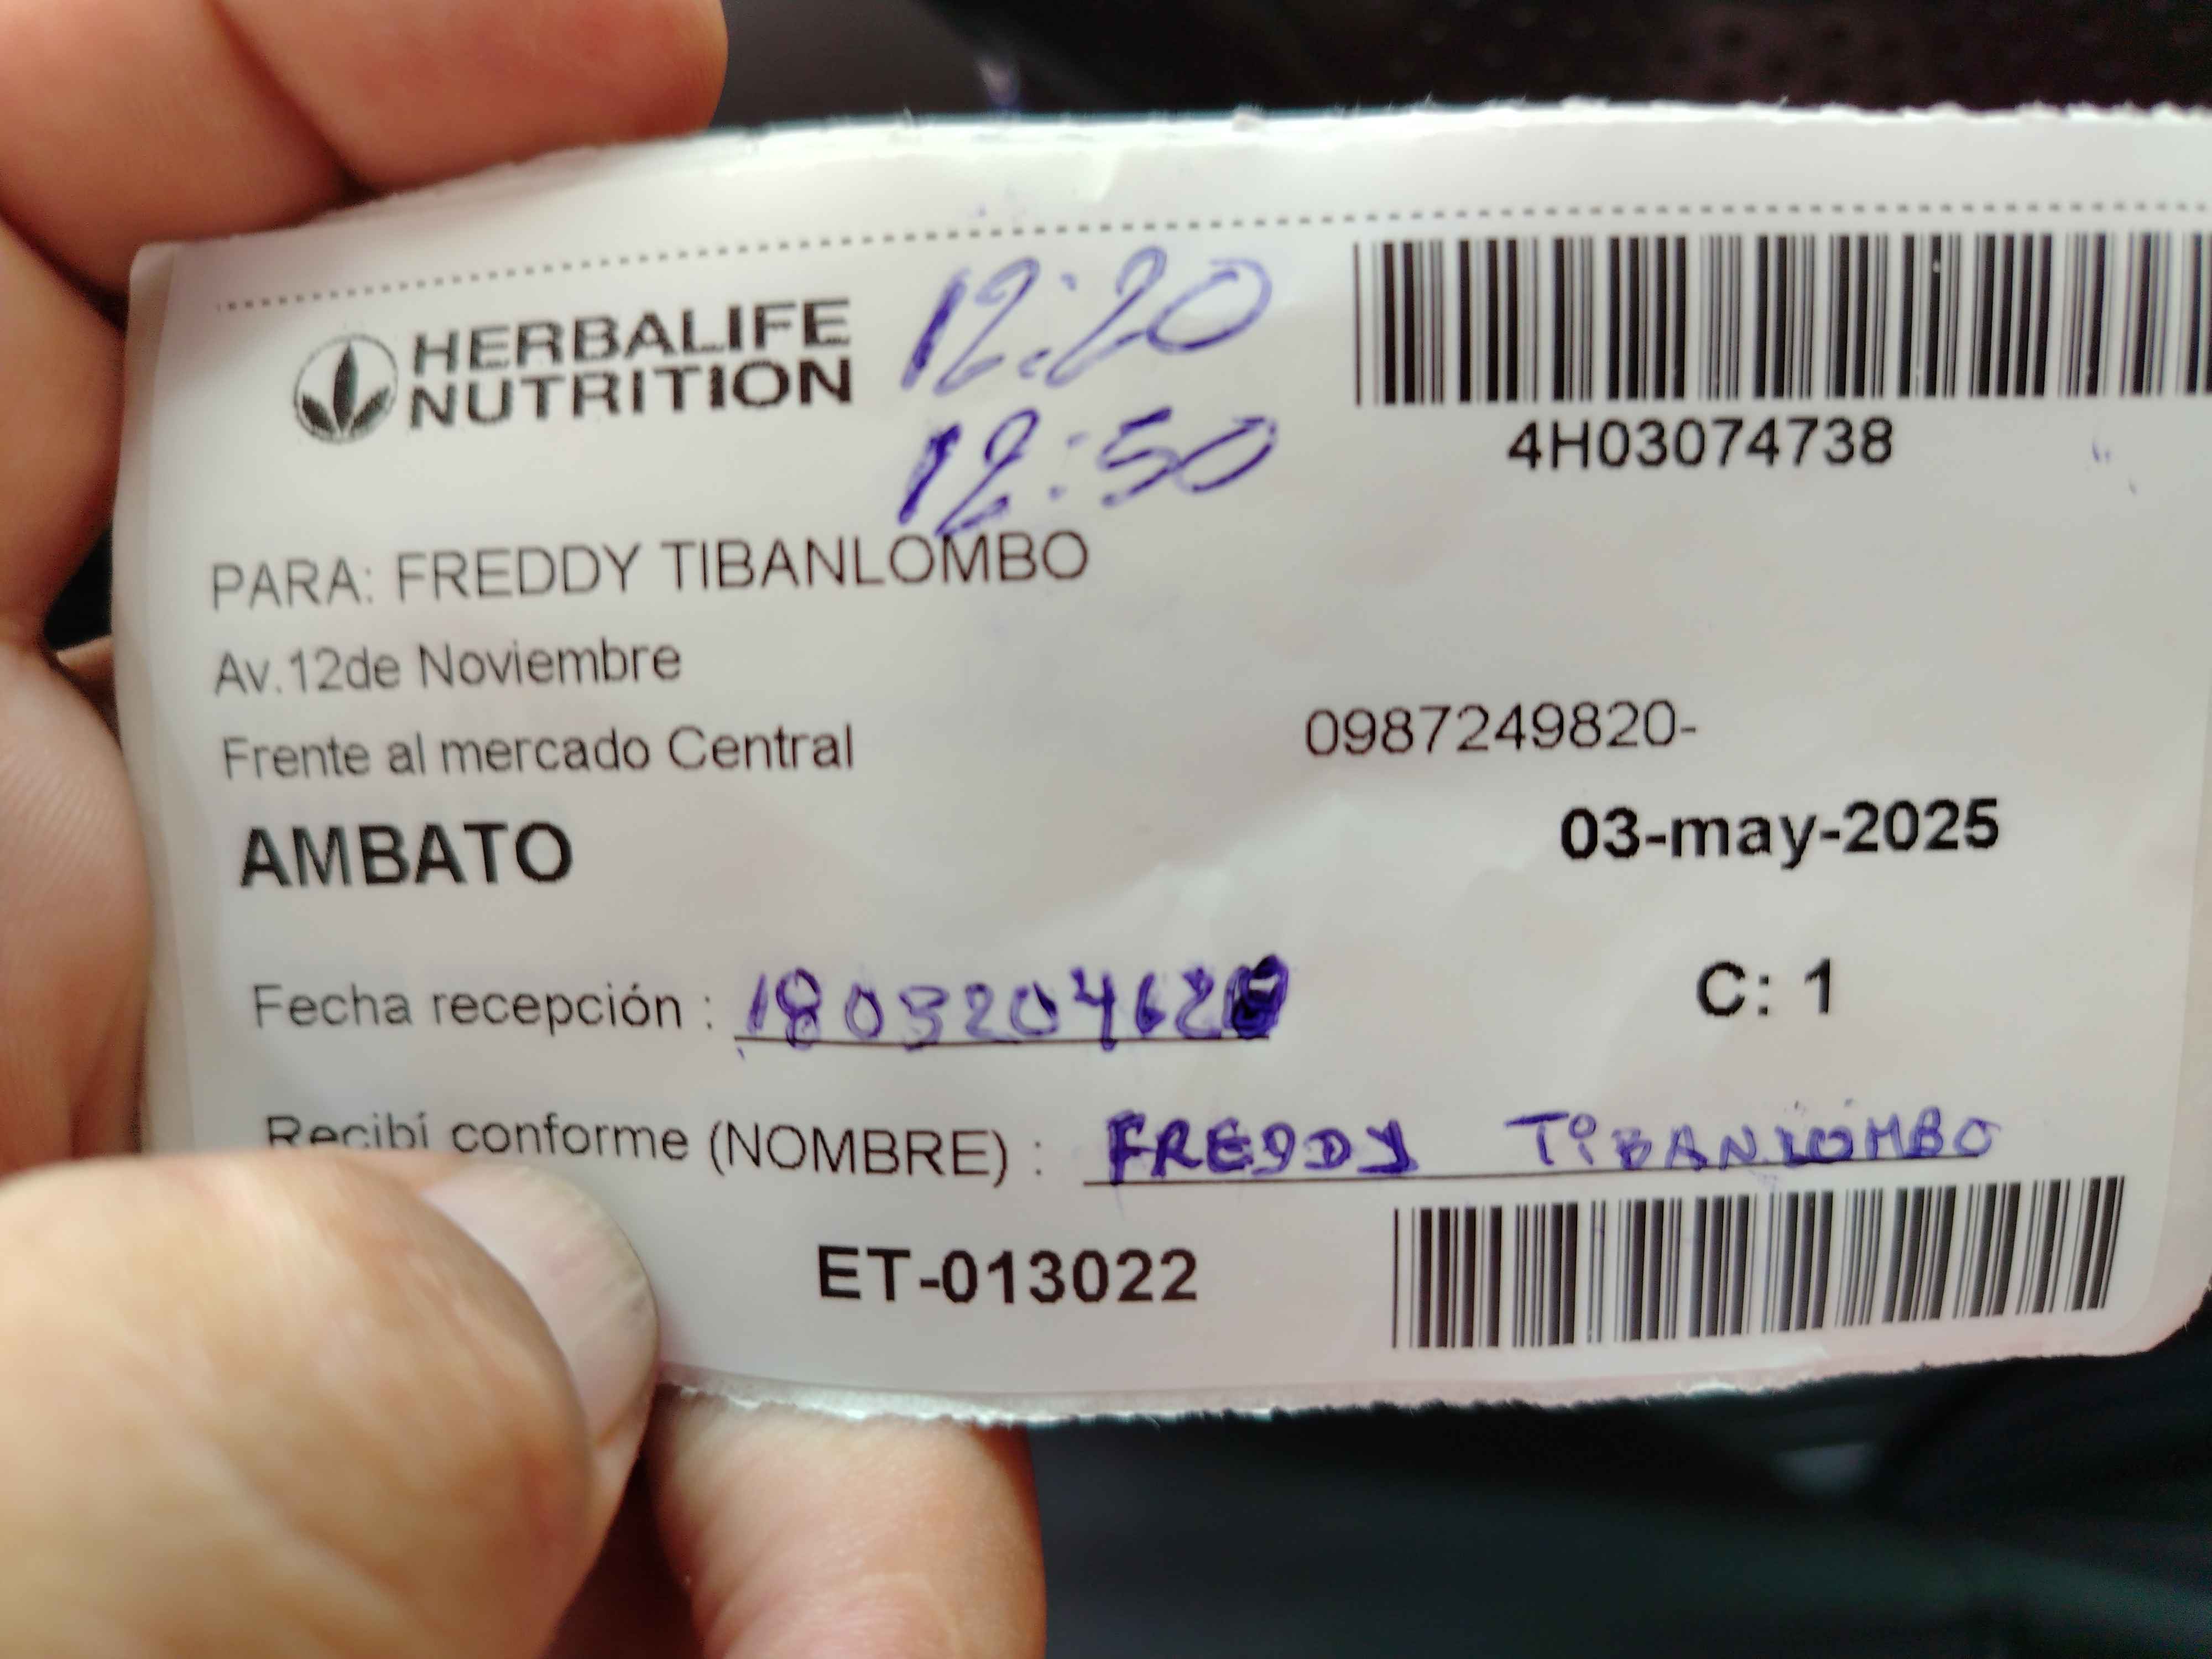 HERBALIFE
NUTRITION
12:20
12:50
4H03074738
PARA: FREDDY TIBANLOMBO
Av.12de Noviembre
Frente al mercado Central
0987249820-
AMBATO
03-may-2025
Fecha recepción :
C: 1
Recibí conforme (NOMBRE) : FREDDY TIBANLOMBO
ET-013022